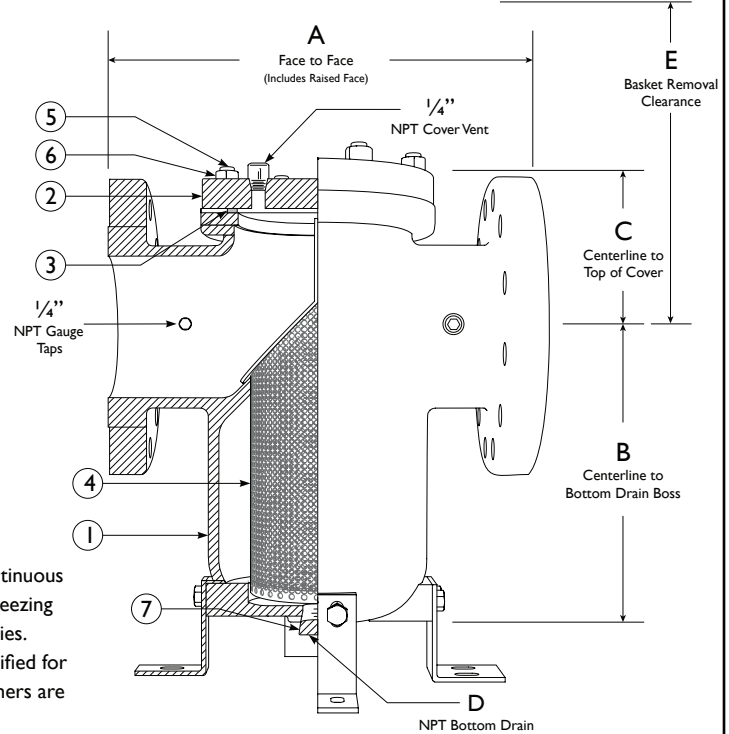 A
Face to Face
(Includes Raised Face)
E
Basket Removal
Clearance
5
1/4”
NPT Cover Vent
6
2
C
Centerline to
Top of Cover
3
1/4”
NPT Gauge
Taps
B
Centerline to
Bottom Drain Boss
4
1
7
D
NPT Bottom Drain
tinuous
eezing
ies.
ified for
ners are